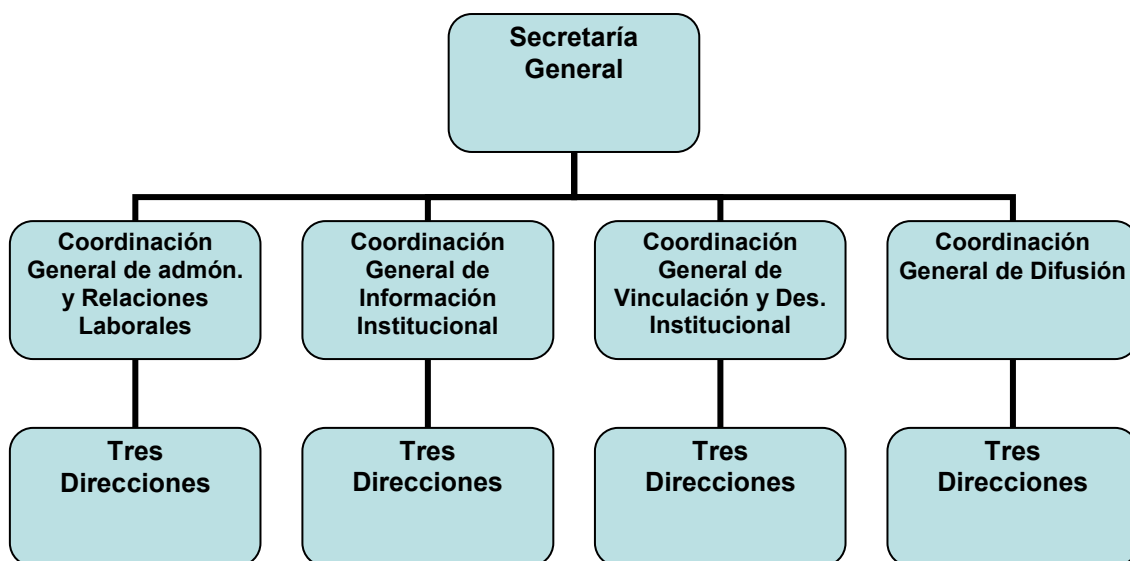 Secretaría
General
Coordinación
General de admón.
y Relaciones
Laborales
Coordinación
General de
Información
Institucional
Coordinación
General de
Vinculación y Des.
Institucional
Coordinación
General de Difusión
Tres
Direcciones
Tres
Direcciones
Tres
Direcciones
Tres
Direcciones